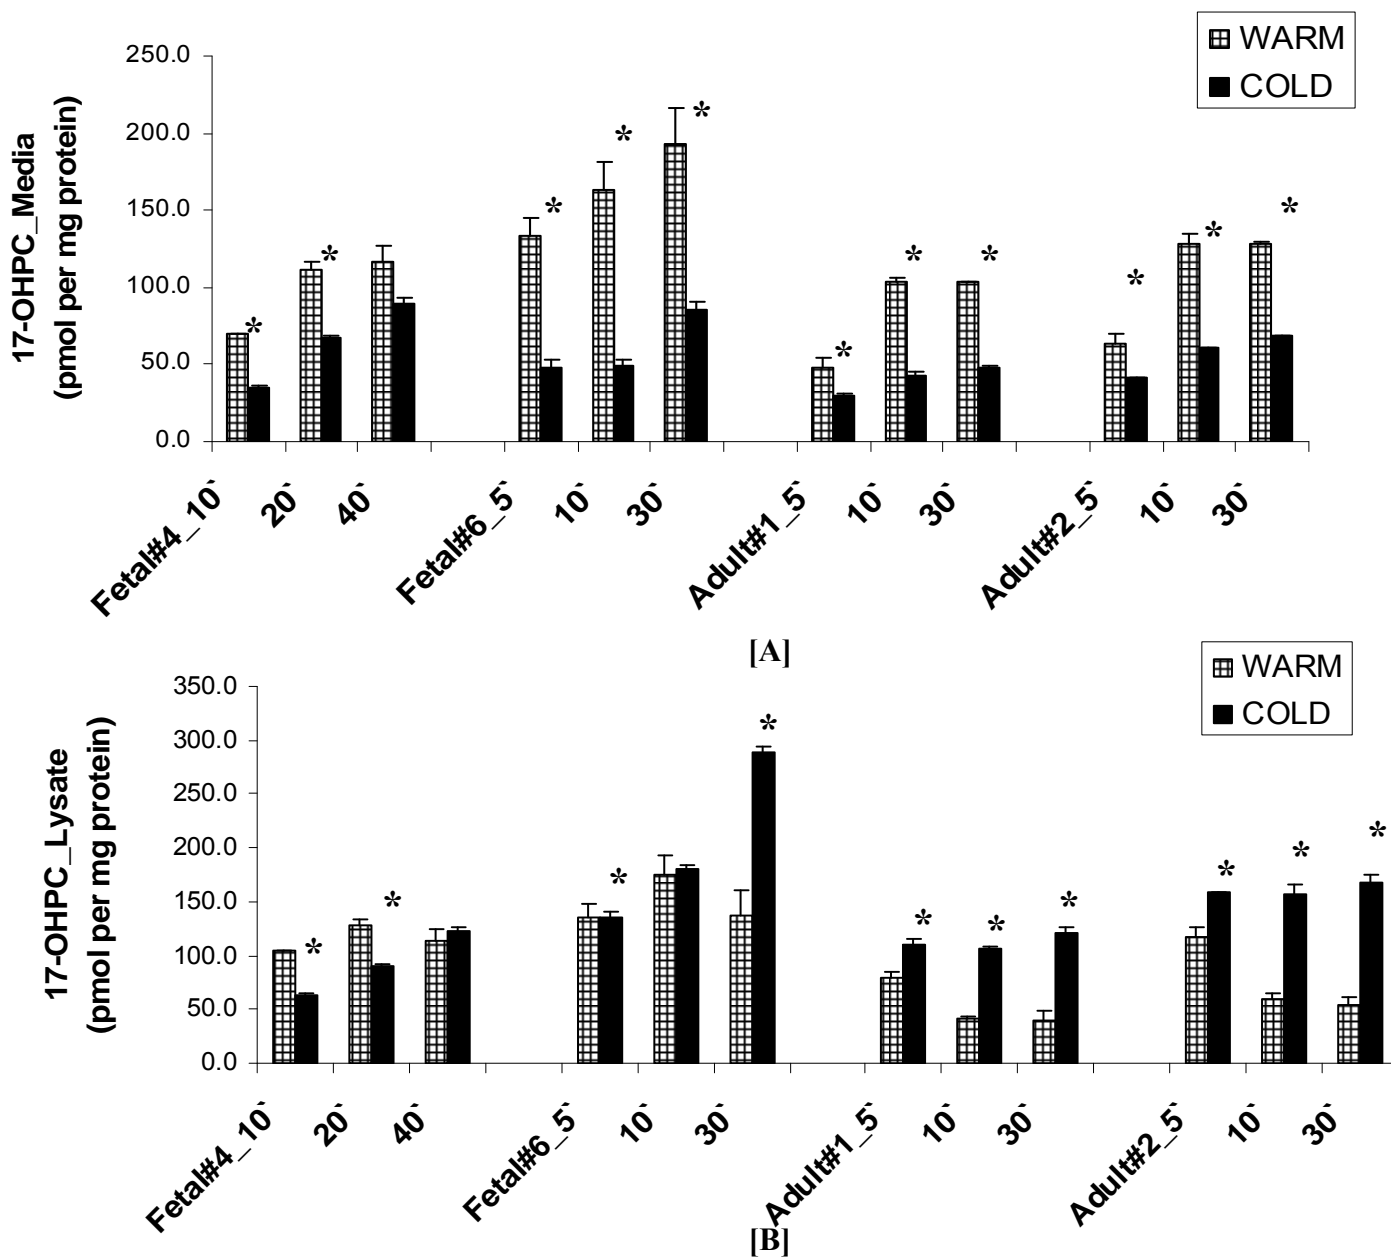 WARM
COLD
17-OHPC_Media
(pmol per mg protein)
250.0
200.0
150.0
100.0
50.0
0.0
* * * * * * * * * * *
Fetal#4_10` 20` 40` Fetal#6_5` 10` 30` Adult#1_5` 10` 30` Adult#2_5` 10` 30`
[A]
WARM
COLD
17-OHPC_Lysate
(pmol per mg protein)
350.0
300.0
250.0
200.0
150.0
100.0
50.0
0.0
* * * * * * * * * *
Fetal#4_10` 20` 40` Fetal#6_5` 10` 30` Adult#1_5` 10` 30` Adult#2_5 10` 30`
[B]